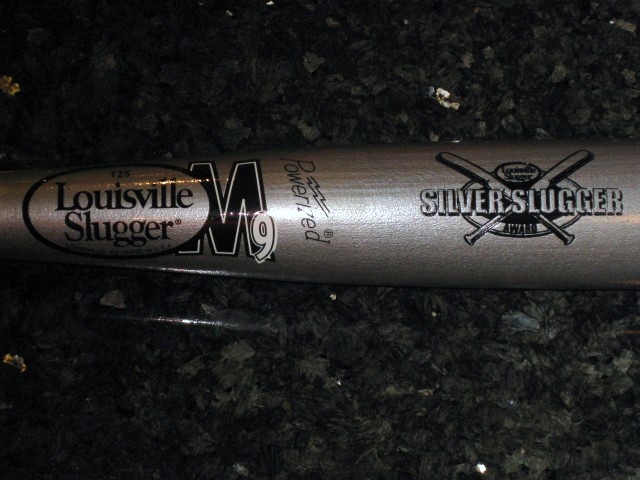 125
Louisville
Slugger®
M9
Powerized®
SILVER SLUGGER
AWARD